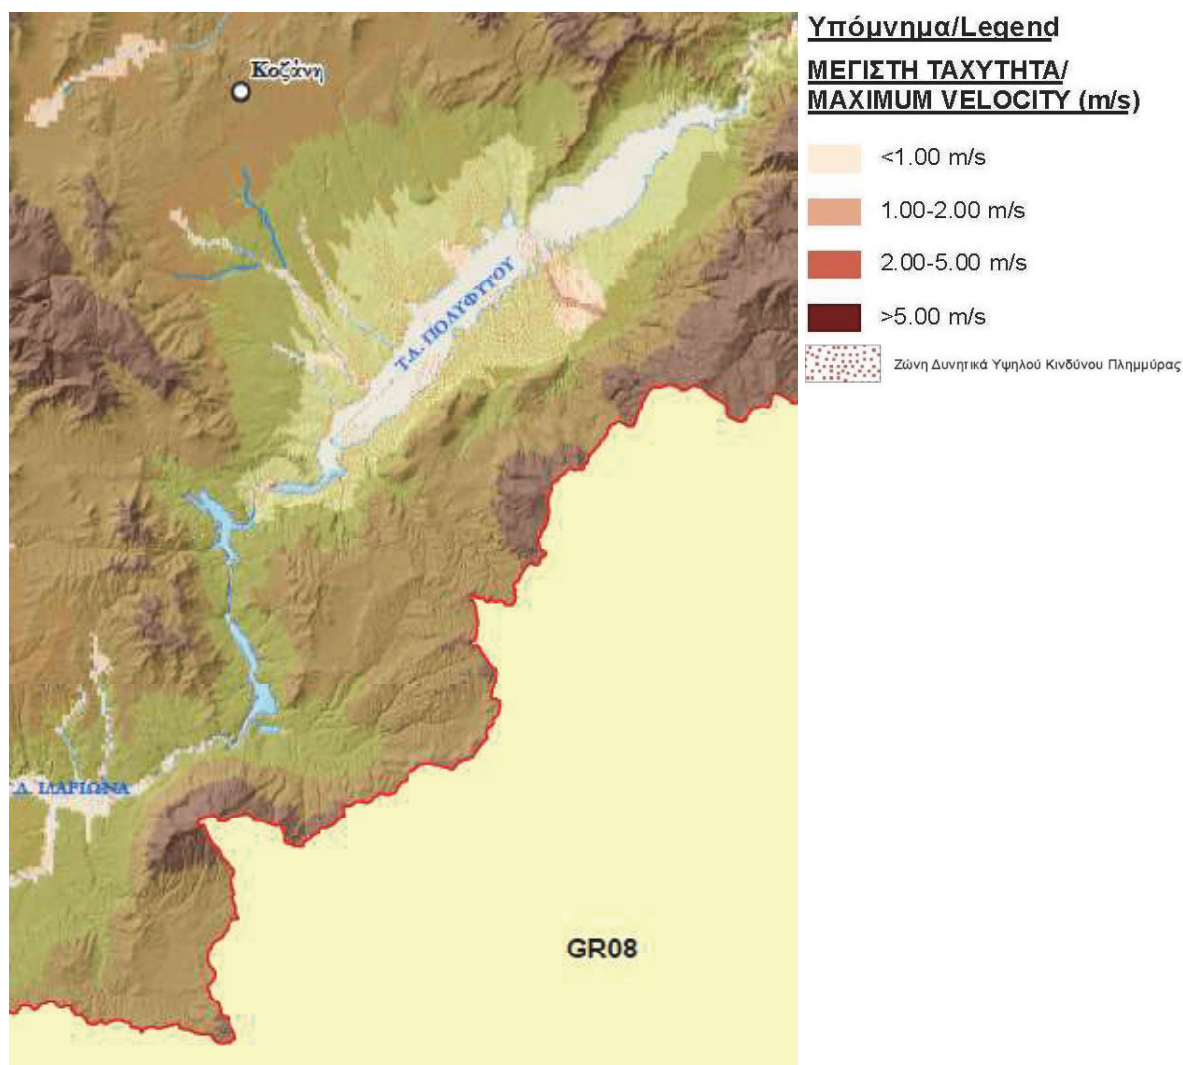 Υπόμνημα/Legend
ΜΕΓΙΣΤΗ ΤΑΧΥΤΗΤΑ/
MAXIMUM VELOCITY (m/s)
<1.00 m/s
1.00-2.00 m/s
2.00-5.00 m/s
>5.00 m/s
Ζώνη Δυνητικά Υψηλού Κινδύνου Πλημμύρας
Κοζάνη
Τ.Λ. ΠΟΛΥΦΥΤΟΥ
Λ. ΙΛΑΡΙΩΝΑ
GR08